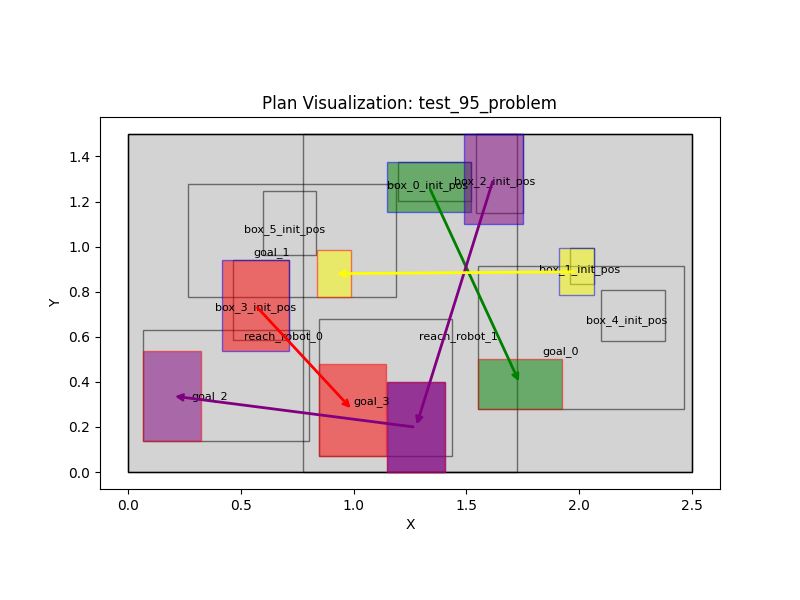 Plan Visualization: test_95_problem
1.4
1.2
1.0
0.8
0.6
0.4
0.2
0.0
Y
box_0_init_pos
box_2_init_pos
box_5_init_pos
goal_1
box_1_init_pos
box_3_init_pos
box_4_init_pos
reach_robot_0
reach_robot_1
goal_0
goal_2
goal_3
0.0 0.5 1.0 1.5 2.0 2.5
X